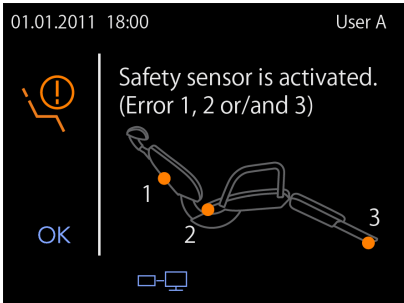 01.01.2011 18:00 User A
Safety sensor is activated.
(Error 1, 2 or/and 3)
1
2
3
OK